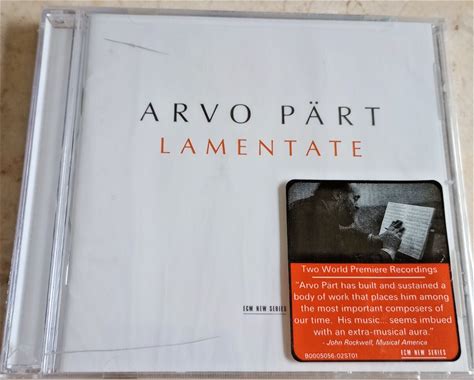 ARVO PÄRT
LAMENTATE
ECM NEW SERIES
Two World Premiere Recordings
"Arvo Pärt has built and sustained a
body of work that places him among
the most important composers of
our time. His music... seems imbued
with an extra-musical aura."
- John Rockwell, Musical America
B0005056-02ST01
ECM NEW SERIES